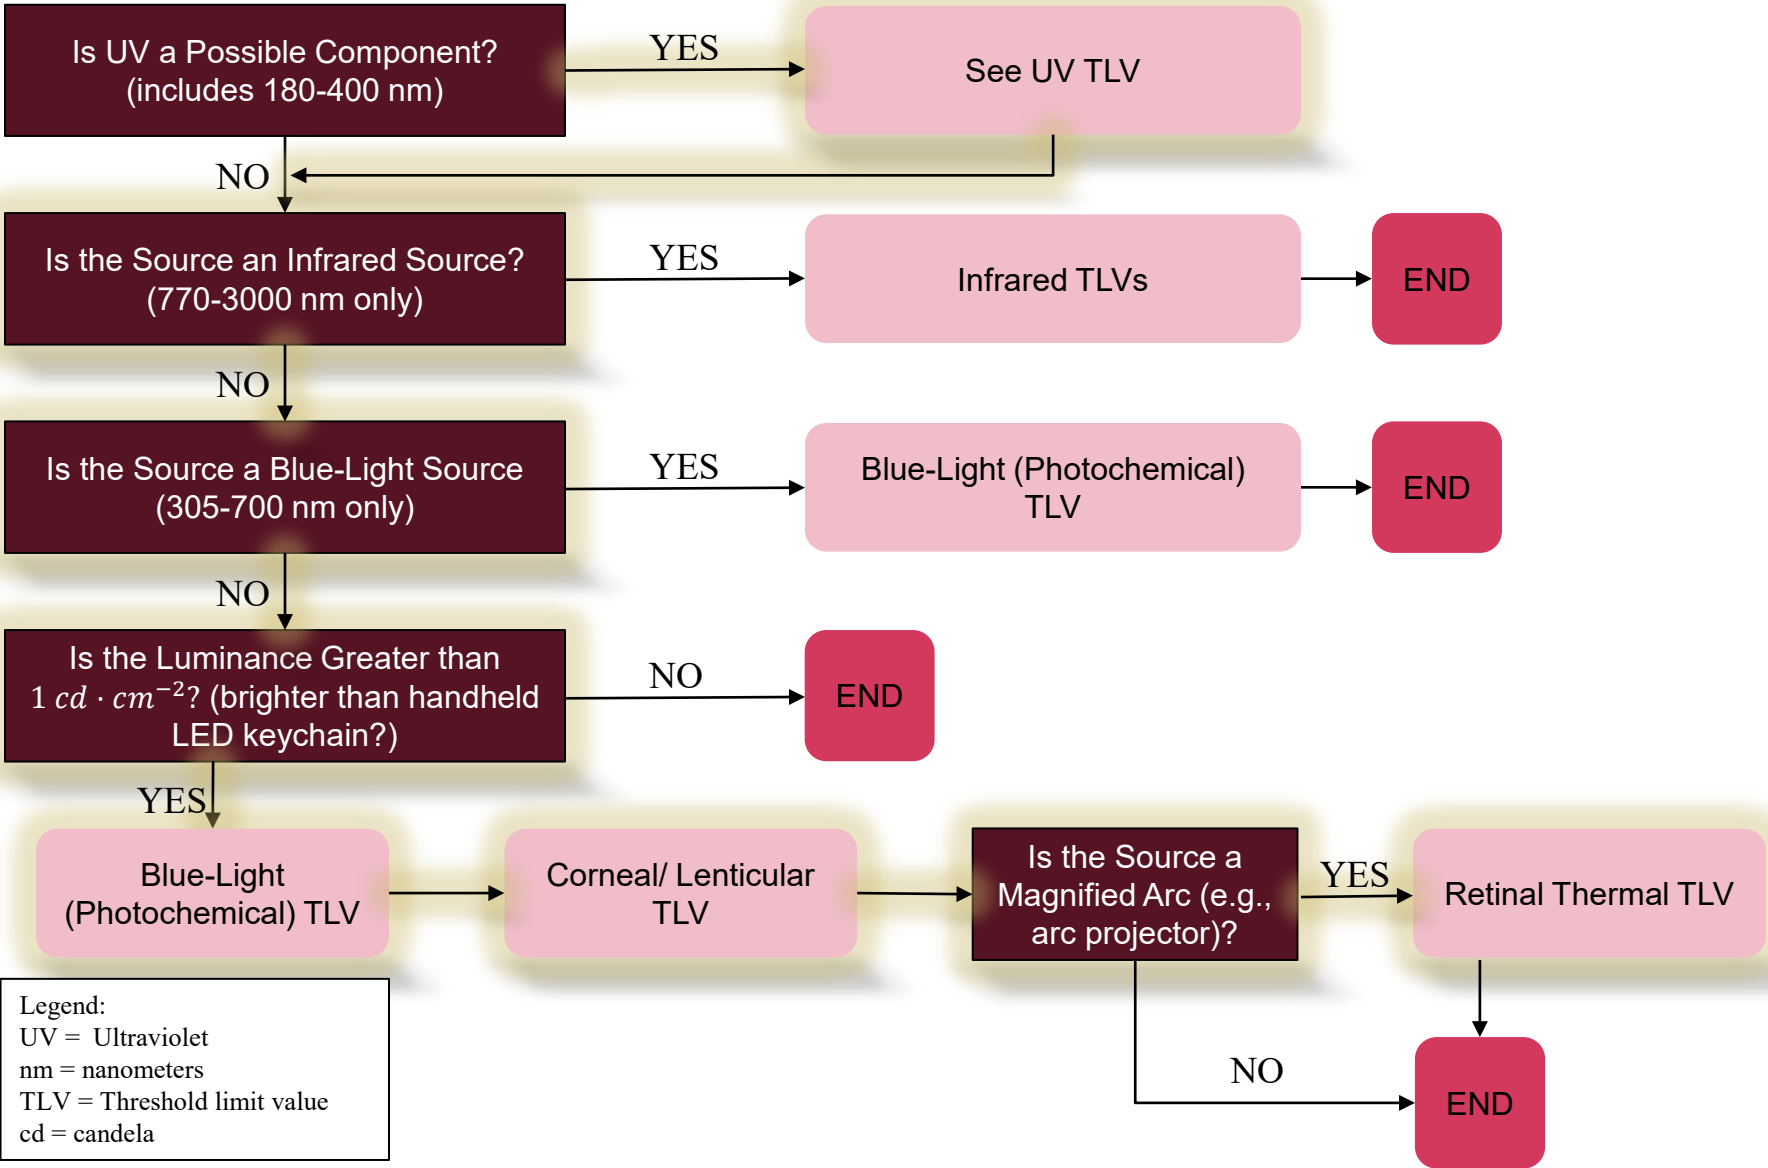 Is UV a Possible Component?
(includes 180-400 nm)
YES
See UV TLV
NO
Is the Source an Infrared Source?
(770-3000 nm only)
YES
Infrared TLVs
END
NO
Is the Source a Blue-Light Source
(305-700 nm only)
YES
Blue-Light (Photochemical)
TLV
END
NO
Is the Luminance Greater than
1 cd · cm⁻²? (brighter than handheld
LED keychain?)
NO
END
YES
Blue-Light
(Photochemical) TLV
Corneal/ Lenticular
TLV
Is the Source a
Magnified Arc (e.g.,
arc projector)?
YES
Retinal Thermal TLV
NO
END
Legend:
UV = Ultraviolet
nm = nanometers
TLV = Threshold limit value
cd = candela